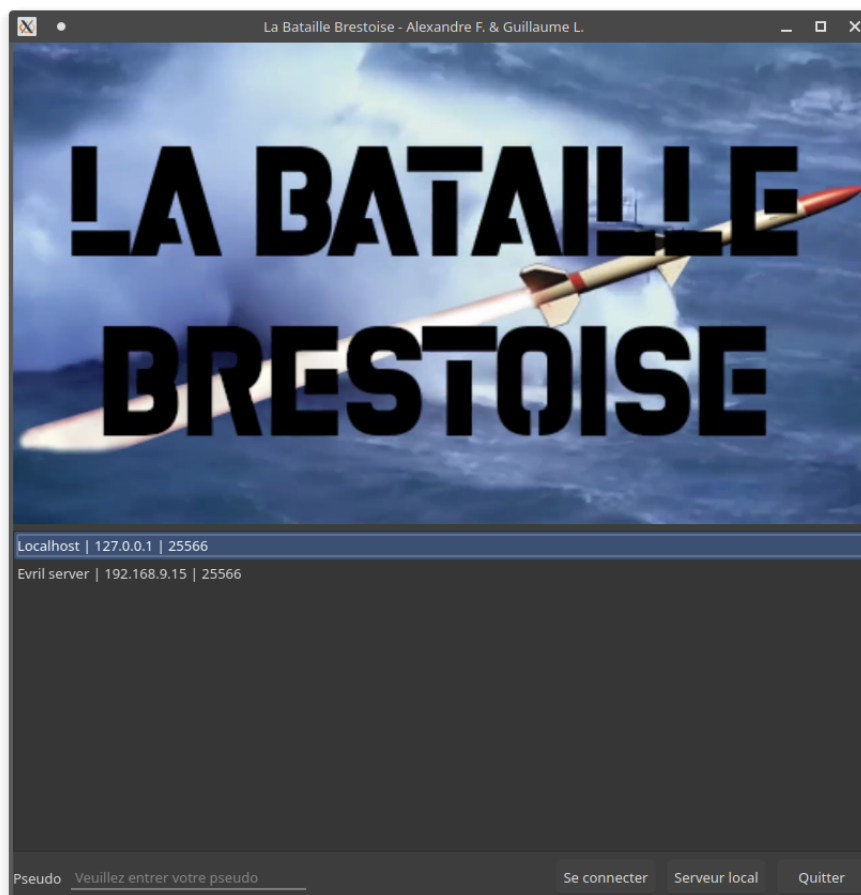 La Bataille Brestoise - Alexandre F. & Guillaume L.
LA BATAILLE
BRESTOISE
Localhost | 127.0.0.1 | 25566
Evril server | 192.168.9.15 | 25566
Pseudo Veuillez entrer votre pseudo Se connecter Serveur local Quitter